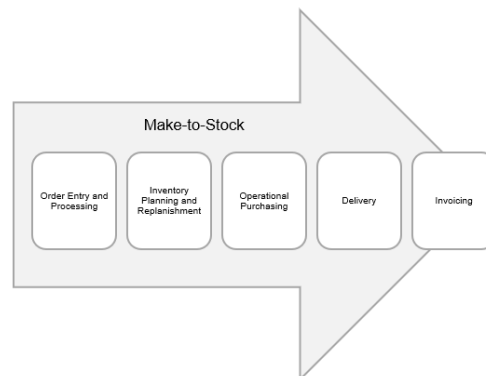 Make-to-Stock
Order Entry and
Processing
Inventory
Planning and
Replanishment
Operational
Purchasing
Delivery
Invoicing